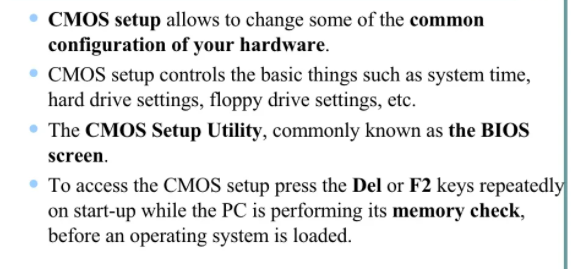 • CMOS setup allows to change some of the common
configuration of your hardware.
• CMOS setup controls the basic things such as system time,
hard drive settings, floppy drive settings, etc.
• The CMOS Setup Utility, commonly known as the BIOS
screen.
• To access the CMOS setup press the Del or F2 keys repeatedly
on start-up while the PC is performing its memory check,
before an operating system is loaded.